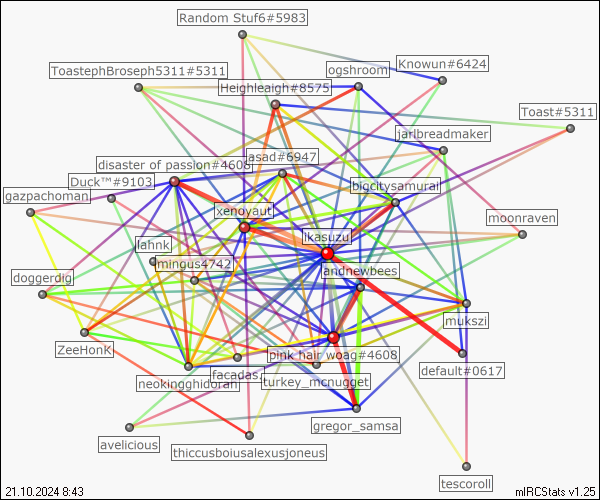 Random Stuf6#5983
ToastephBroseph5311#5311
ogshroom
Knowun#6424
Heighleagh#8575
Toast#5311
jarlbreadmaker
asad#6947
disaster of passion#4608
Duck™#9103
bigcitysamurai
gazpachoman
xenoyaut
moonraven
ikasuzu
lahnk
mingus4742
andnewbees
doggerdig
mukszi
ZeeHonK
pink hair woag#4608
facadas.
default#0617
neokingghidorah
turkey_mcnugget
gregor_samsa
avelicious
thiccusboiusalexusjoneus
tescoroll
21.10.2024 8:43
mIRCStats v1.25